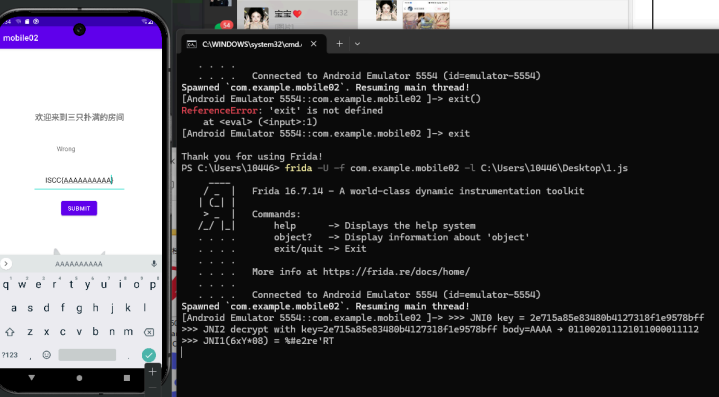 mobile02
欢迎来到三只扑满的房间
Wrong
ISCC{AAAAAAAAAA}
SUBMIT
AAAAAAAAAA
q w e r t y u i o p
a s d f g h j k l
z x c v b n m
?123 , .
54
宝宝❤️
16:32
C:\WINDOWS\system32\cmd.
. . . .
. . . . Connected to Android Emulator 5554 (id=emulator-5554)
Spawned `com.example.mobile02`. Resuming main thread!
[Android Emulator 5554::com.example.mobile02 ]-> exit()
ReferenceError: 'exit' is not defined
at <eval> (<input>:1)
[Android Emulator 5554::com.example.mobile02 ]-> exit
Thank you for using Frida!
PS C:\Users\10446> frida -U -f com.example.mobile02 -l C:\Users\10446\Desktop\1.js
____
/ _ | Frida 16.7.14 - A world-class dynamic instrumentation toolkit
| (_| |
> _ | Commands:
/_/ |_| help -> Displays the help system
. . . . object? -> Display information about 'object'
. . . . exit/quit -> Exit
. . . .
. . . . More info at https://frida.re/docs/home/
. . . .
. . . . Connected to Android Emulator 5554 (id=emulator-5554)
Spawned `com.example.mobile02`. Resuming main thread!
[Android Emulator 5554::com.example.mobile02 ]-> >>> JNI0 key = 2e715a85e83480b4127318f1e9578bff
>>> JNI2 decrypt with key=2e715a85e83480b4127318f1e9578bff body=AAAA → 011002011121011000011112
>>> JNI1(6xY*08) = %#e2re'RT